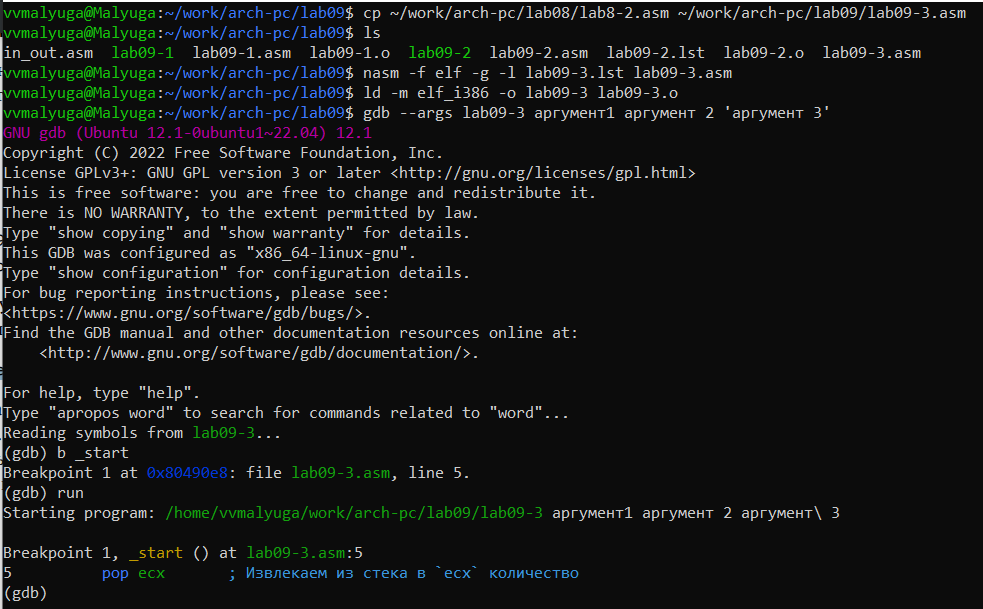 vvmalyuga@Malyuga:~/work/arch-pc/lab09$ cp ~/work/arch-pc/lab08/lab8-2.asm ~/work/arch-pc/lab09/lab09-3.asm
vvmalyuga@Malyuga:~/work/arch-pc/lab09$ ls
in_out.asm  lab09-1  lab09-1.asm  lab09-1.o  lab09-2  lab09-2.asm  lab09-2.lst  lab09-2.o  lab09-3.asm
vvmalyuga@Malyuga:~/work/arch-pc/lab09$ nasm -f elf -g -l lab09-3.lst lab09-3.asm
vvmalyuga@Malyuga:~/work/arch-pc/lab09$ ld -m elf_i386 -o lab09-3 lab09-3.o
vvmalyuga@Malyuga:~/work/arch-pc/lab09$ gdb --args lab09-3 аргумент1 аргумент 2 'аргумент 3'
GNU gdb (Ubuntu 12.1-0ubuntu1~22.04) 12.1
Copyright (C) 2022 Free Software Foundation, Inc.
License GPLv3+: GNU GPL version 3 or later <http://gnu.org/licenses/gpl.html>
This is free software: you are free to change and redistribute it.
There is NO WARRANTY, to the extent permitted by law.
Type "show copying" and "show warranty" for details.
This GDB was configured as "x86_64-linux-gnu".
Type "show configuration" for configuration details.
For bug reporting instructions, please see:
<https://www.gnu.org/software/gdb/bugs/>.
Find the GDB manual and other documentation resources online at:
    <http://www.gnu.org/software/gdb/documentation/>.

For help, type "help".
Type "apropos word" to search for commands related to "word"...
Reading symbols from lab09-3...
(gdb) b _start
Breakpoint 1 at 0x80490e8: file lab09-3.asm, line 5.
(gdb) run
Starting program: /home/vvmalyuga/work/arch-pc/lab09/lab09-3 аргумент1 аргумент 2 аргумент\ 3

Breakpoint 1, _start () at lab09-3.asm:5
5         pop ecx       ; Извлекаем из стека в `ecx` количество
(gdb)